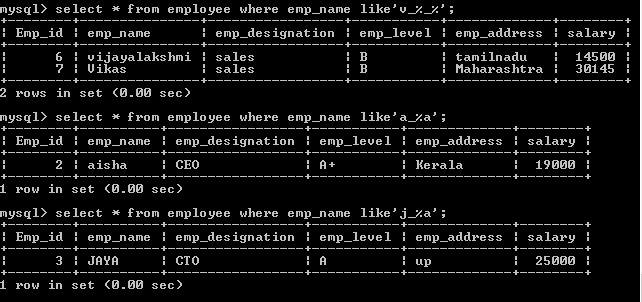 mysql> select * from employee where emp_name like'v_%_%';
+--------+--------------+-----------------+-----------+-------------+--------+
| Emp_id | emp_name | emp_designation | emp_level | emp_address | salary |
+--------+--------------+-----------------+-----------+-------------+--------+
| 6 | vijayalakshmi | sales | B | tamilnadu | 14500 |
| 7 | Vikas | sales | B | Maharashtra | 30145 |
+--------+--------------+-----------------+-----------+-------------+--------+
2 rows in set (0.00 sec)
mysql> select * from employee where emp_name like'a_%a';
+--------+----------+-----------------+-----------+-------------+--------+
| Emp_id | emp_name | emp_designation | emp_level | emp_address | salary |
+--------+----------+-----------------+-----------+-------------+--------+
| 2 | aisha | CEO | A+ | Kerala | 19000 |
+--------+----------+-----------------+-----------+-------------+--------+
1 row in set (0.00 sec)
mysql> select * from employee where emp_name like'j_%a';
+--------+----------+-----------------+-----------+-------------+--------+
| Emp_id | emp_name | emp_designation | emp_level | emp_address | salary |
+--------+----------+-----------------+-----------+-------------+--------+
| 3 | JAYA | CTO | A | up | 25000 |
+--------+----------+-----------------+-----------+-------------+--------+
1 row in set (0.00 sec)